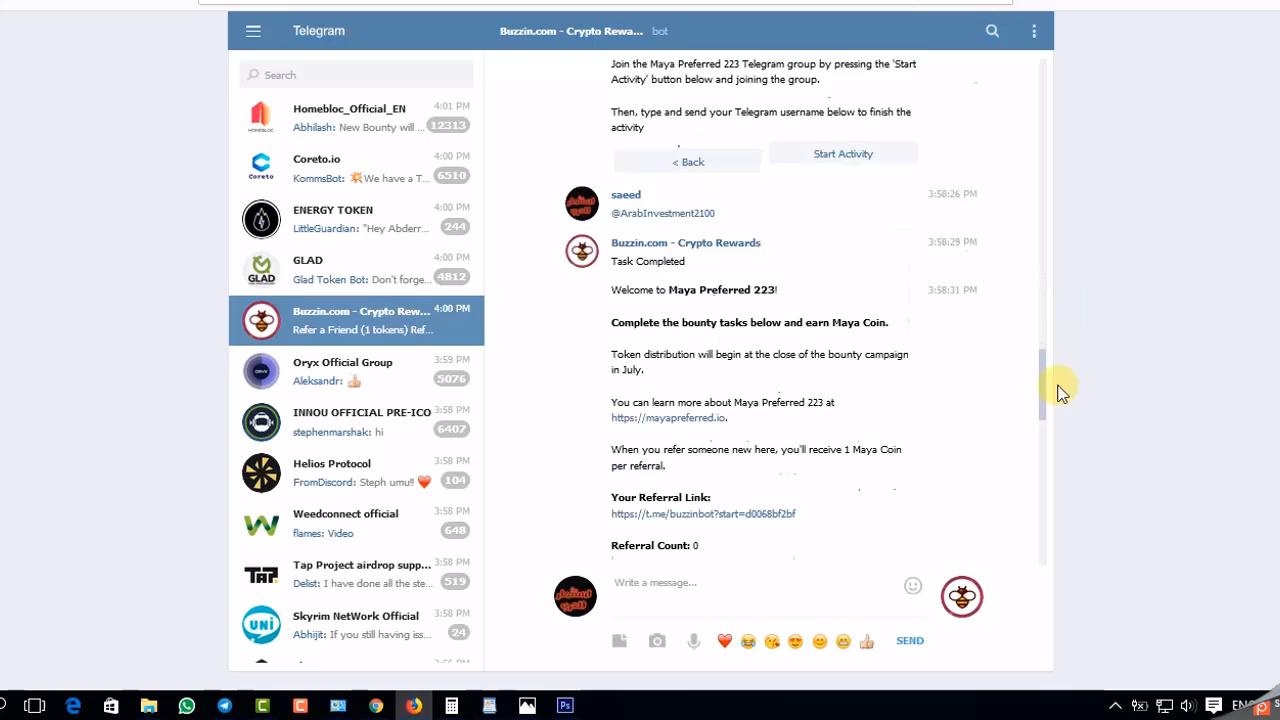 Telegram
Buzzin.com - Crypto Rewa... bot
Search
Homebloc_Official_EN 4:01 PM
Abhilash: New Bounty will ... 12313
Coreto.io 4:00 PM
KommsBot: 💥We have a T... 6510
ENERGY TOKEN 4:00 PM
LittleGuardian: "Hey Abderr... 244
GLAD 4:00 PM
Glad Token Bot: Don't forge... 4812
Buzzin.com - Crypto Rew... 4:00 PM
Refer a Friend (1 tokens) Ref...
Oryx Official Group 3:59 PM
Aleksandr: 👍 5076
INNOU OFFICIAL PRE-ICO 3:58 PM
stephenmarshak: hi 6407
Helios Protocol 3:58 PM
FromDiscord: Steph umu!! ❤️ 104
Weedconnect official 3:58 PM
flames: Video 648
Tap Project airdrop supp... 3:58 PM
Delist: I have done all the ste... 519
Skyrim NetWork Official 3:58 PM
Abhijit: If you still having iss... 24
Join the Maya Preferred 223 Telegram group by pressing the 'Start
Activity' button below and joining the group.
Then, type and send your Telegram username below to finish the
activity
< Back
Start Activity
saeed 3:58:26 PM
@ArabInvestment2100
Buzzin.com - Crypto Rewards 3:58:29 PM
Task Completed
Welcome to Maya Preferred 223! 3:58:31 PM
Complete the bounty tasks below and earn Maya Coin.
Token distribution will begin at the close of the bounty campaign
in July.
You can learn more about Maya Preferred 223 at
https://mayapreferred.io.
When you refer someone new here, you'll receive 1 Maya Coin
per referral.
Your Referral Link:
https://t.me/buzzinbot?start=d0068bf2bf
Referral Count: 0
Write a message...
SEND